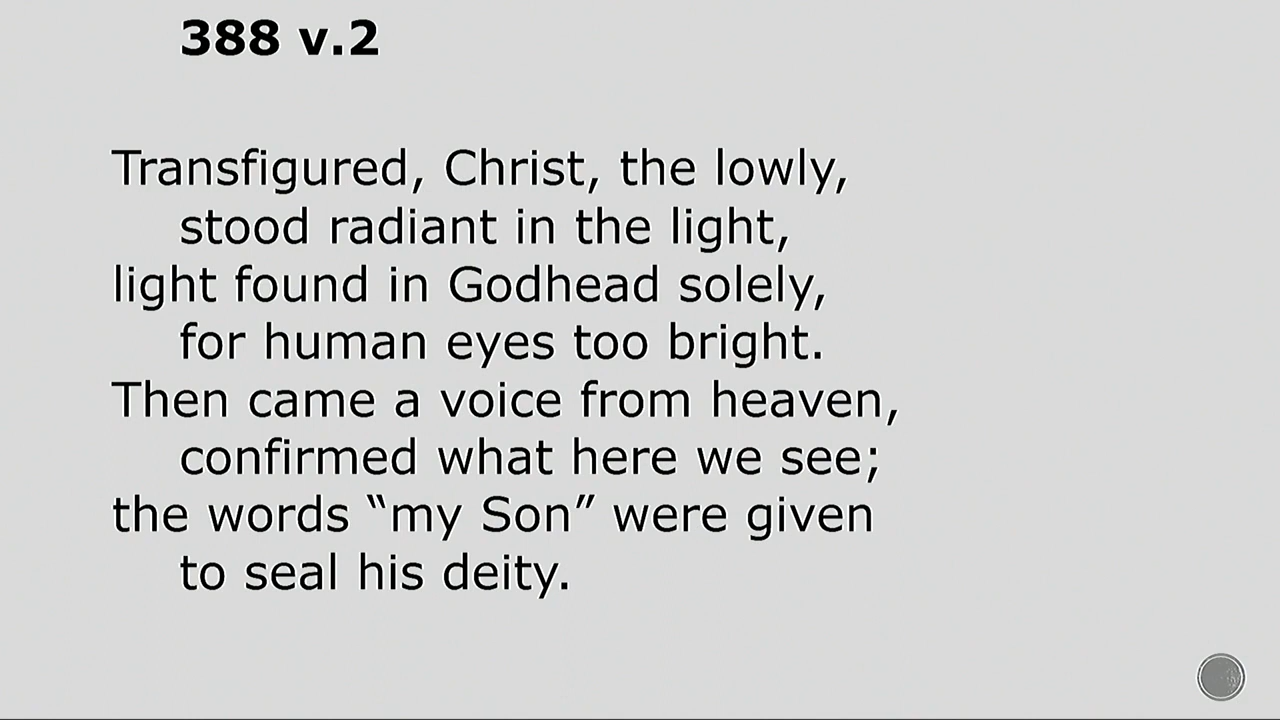 388 v.2
Transfigured, Christ, the lowly,
stood radiant in the light,
light found in Godhead solely,
for human eyes too bright.
Then came a voice from heaven,
confirmed what here we see;
the words “my Son” were given
to seal his deity.